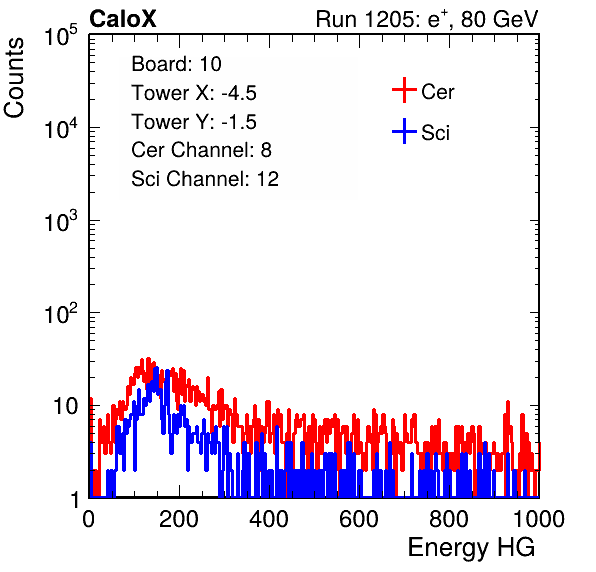 CaloX Run 1205: e⁺, 80 GeV
Counts
Board: 10
Tower X: -4.5
Tower Y: -1.5
Cer Channel: 8
Sci Channel: 12
Cer
Sci
10⁵
10⁴
10³
10²
10
1
0 200 400 600 800 1000
Energy HG